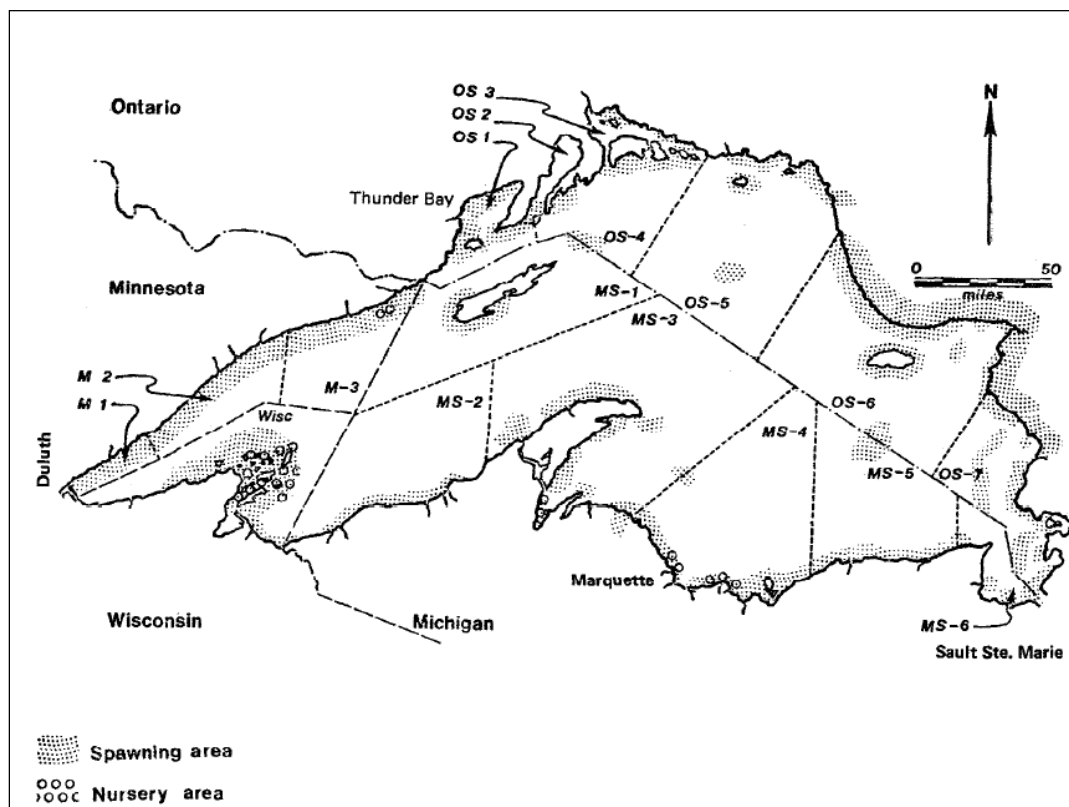 Ontario
OS 3
OS 2
OS 1
N
Thunder Bay
Minnesota
OS-4
0 50
miles
MS-1
OS-5
MS-3
M 2
M 1
M-3
MS-2
Wisc
OS-6
MS-4
Duluth
MS-5
OS-7
Marquette
Wisconsin
Michigan
MS-6
Sault Ste. Marie
Spawning area
Nursery area